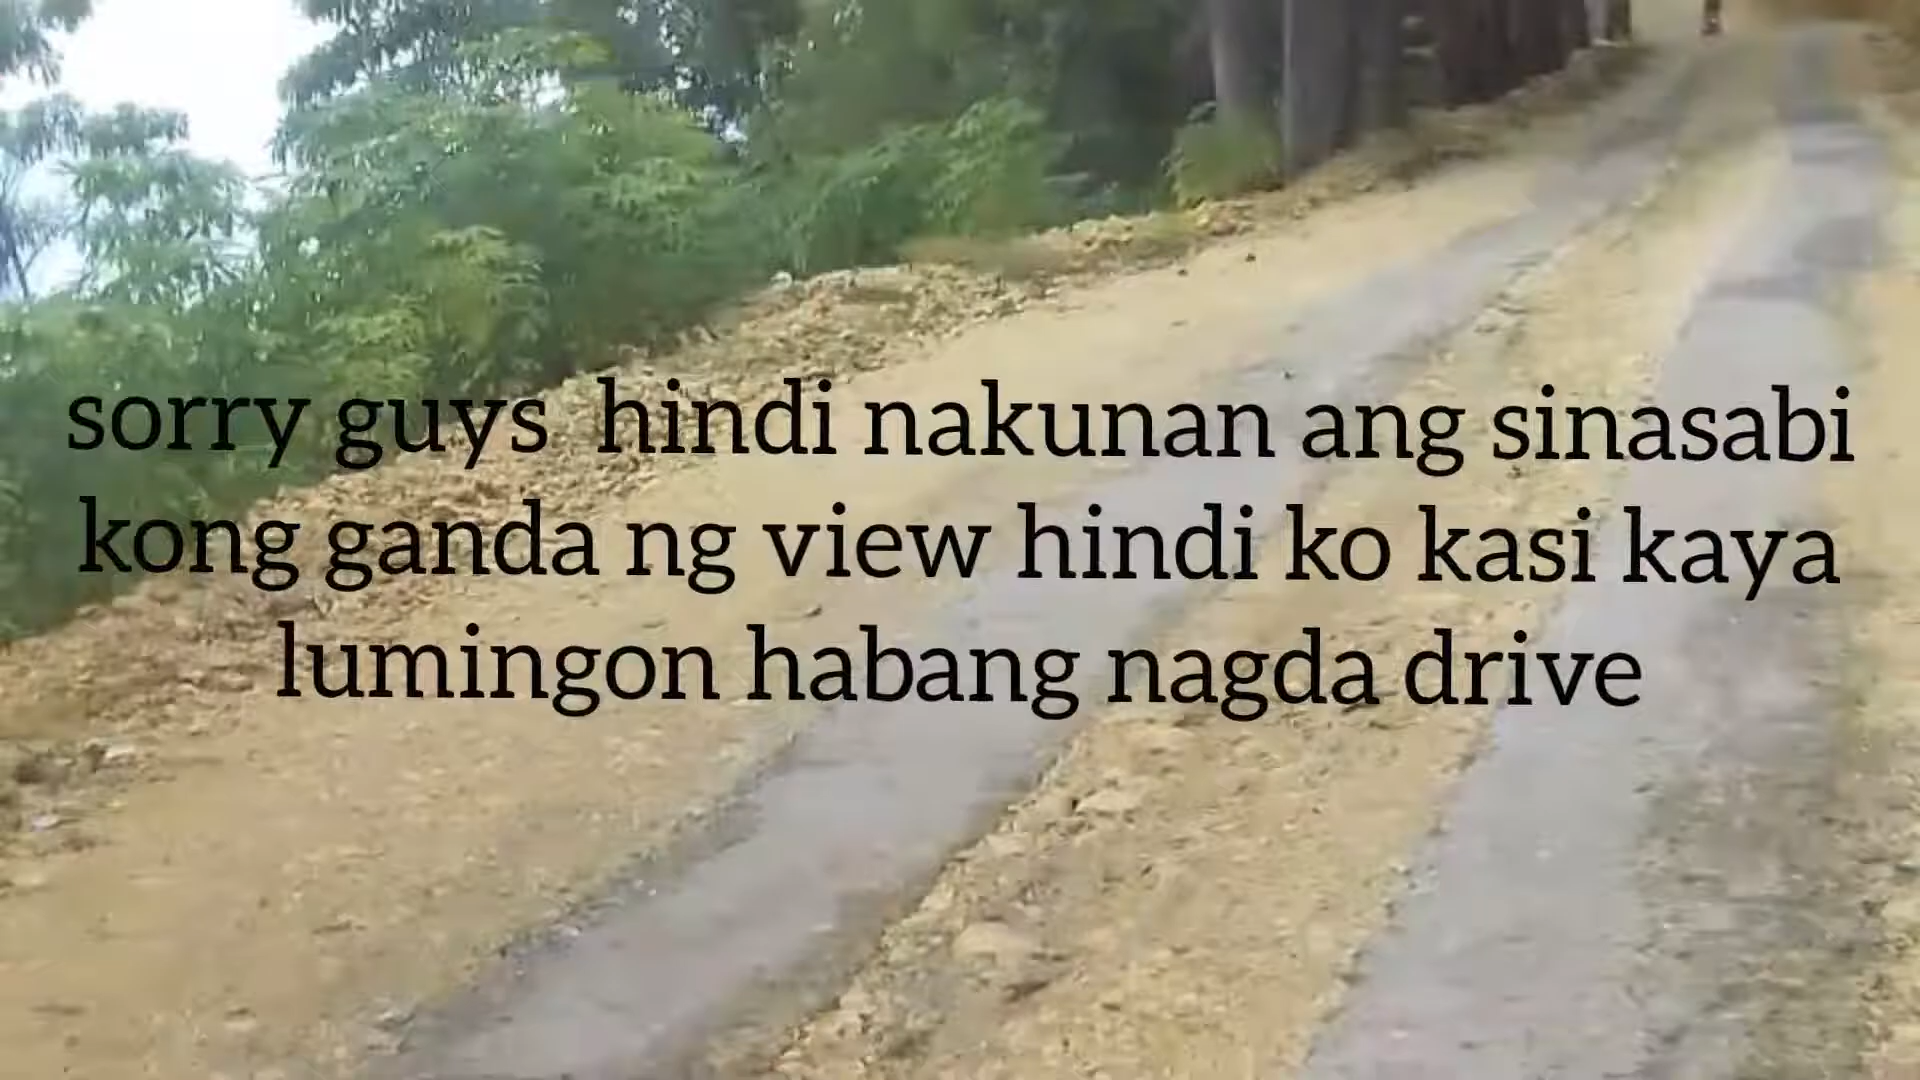 sorry guys hindi nakunan ang sinasabi
kong ganda ng view hindi ko kasi kaya
lumingon habang nagda drive